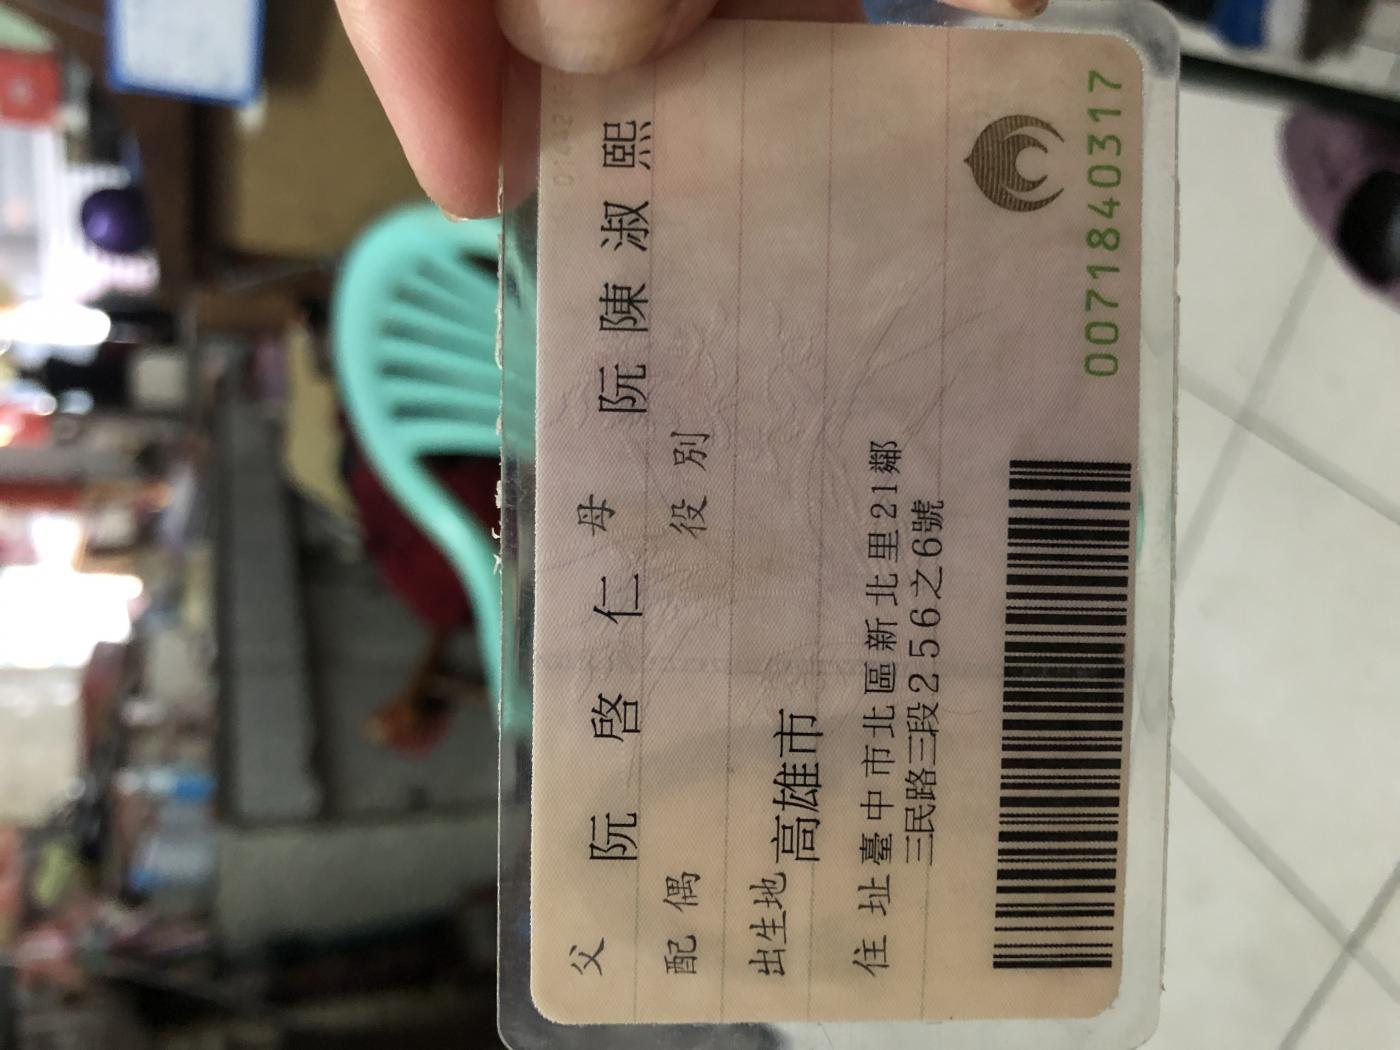 父 阮啓仁 母 阮陳淑熙
配偶 役別
出生地 高雄市
住址 臺中市北區新北里21鄰
三民路三段256之6號
0071840317